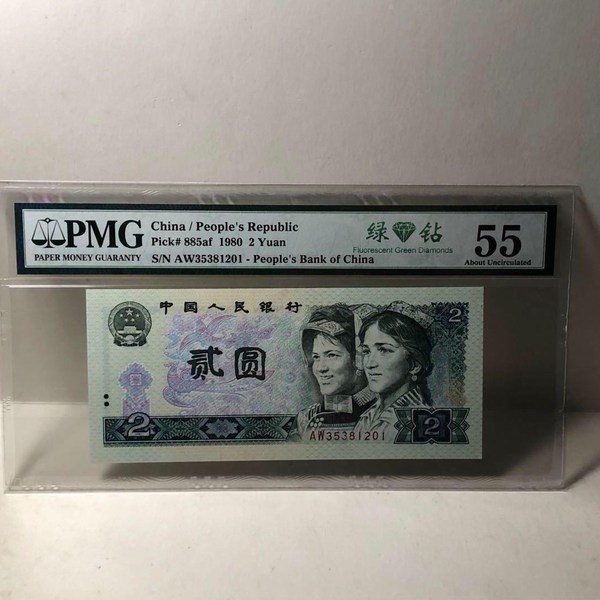 PMG
PAPER MONEY GUARANTY
China / People's Republic
Pick# 885af 1980 2 Yuan
S/N AW35381201 - People's Bank of China
绿 钻
Fluorescent Green Diamonds
55
About Uncirculated
中国人民银行
贰圆
2
2
2
AW35381201